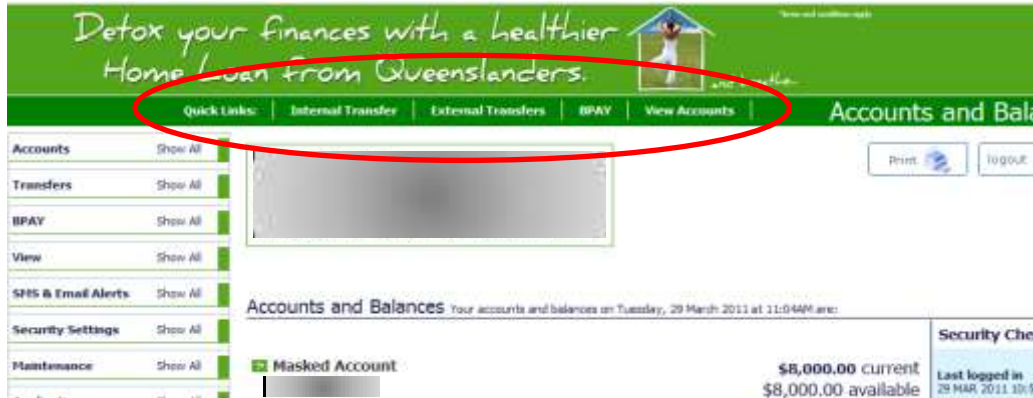 Detox your finances with a healthier
Home Loan from Queenslanders.
Quick Links: Internal Transfer External Transfers BPAY View Accounts
Accounts and Bal
Accounts Show All
Transfers Show All
BPAY Show All
View Show All
SMS & Email Alerts Show All
Security Settings Show All
Maintenance Show All
Print
logout
Accounts and Balances Your accounts and balances on Tuesday, 29 March 2011 at 11:04AM are:
Masked Account
$8,000.00 current
$8,000.00 available
Security Che
Last logged in
29 MAR 2011